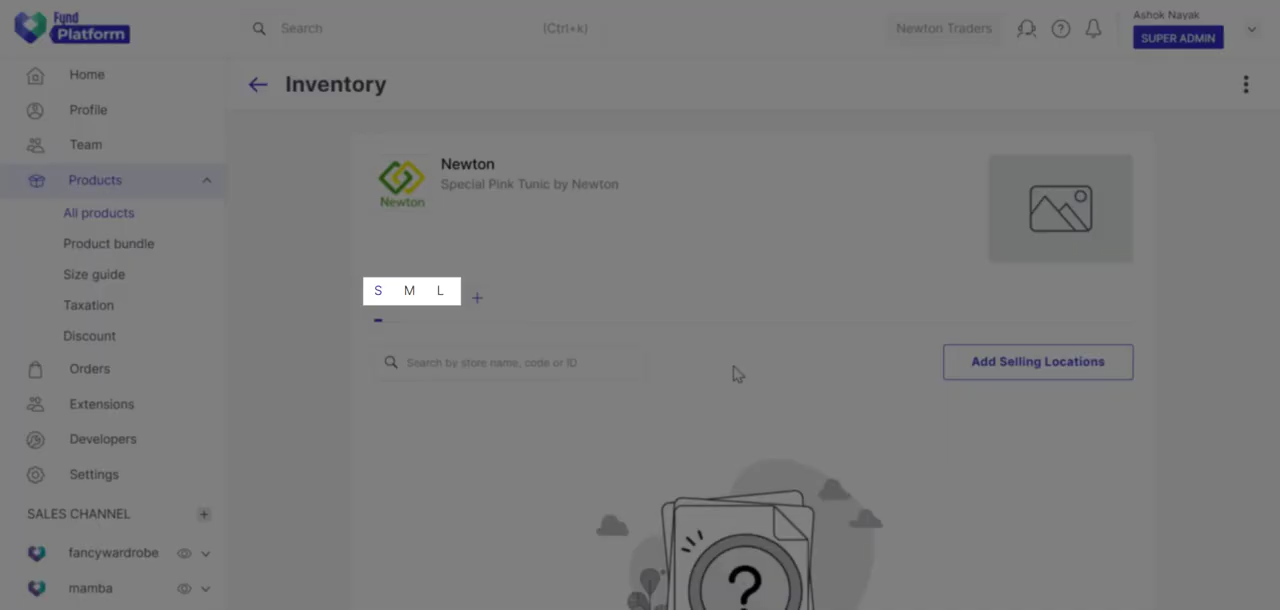 Fynd
Platform
Search
(Ctrl+k)
Newton Traders
Ashok Nayak
SUPER ADMIN
Inventory
Home
Profile
Team
Products
All products
Product bundle
Size guide
Taxation
Discount
Orders
Extensions
Developers
Settings
SALES CHANNEL
fancywardrobe
mamba
Newton
Newton
Special Pink Tunic by Newton
S M L
Search by store name, code or ID
Add Selling Locations